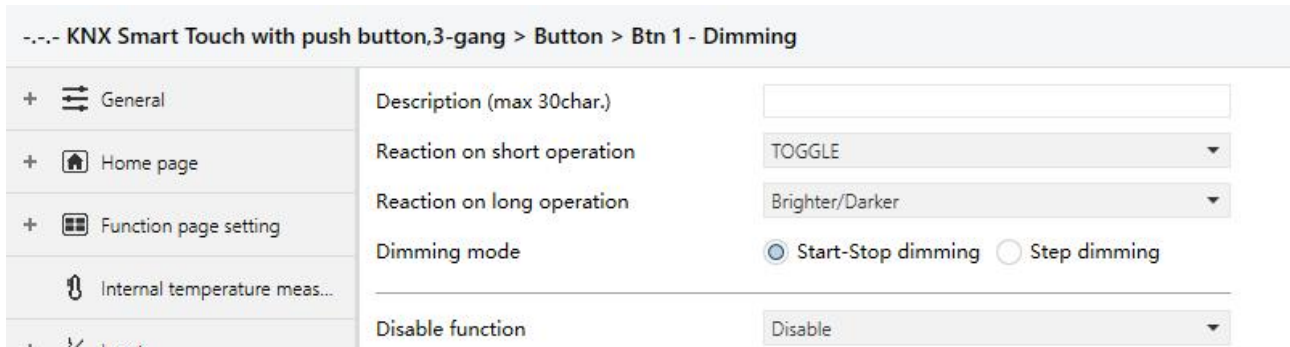 -.-.- KNX Smart Touch with push button,3-gang > Button > Btn 1 - Dimming
+ General
+ Home page
+ Function page setting
Internal temperature meas...
Description (max 30char.)
Reaction on short operation TOGGLE
Reaction on long operation Brighter/Darker
Dimming mode Start-Stop dimming Step dimming
Disable function Disable